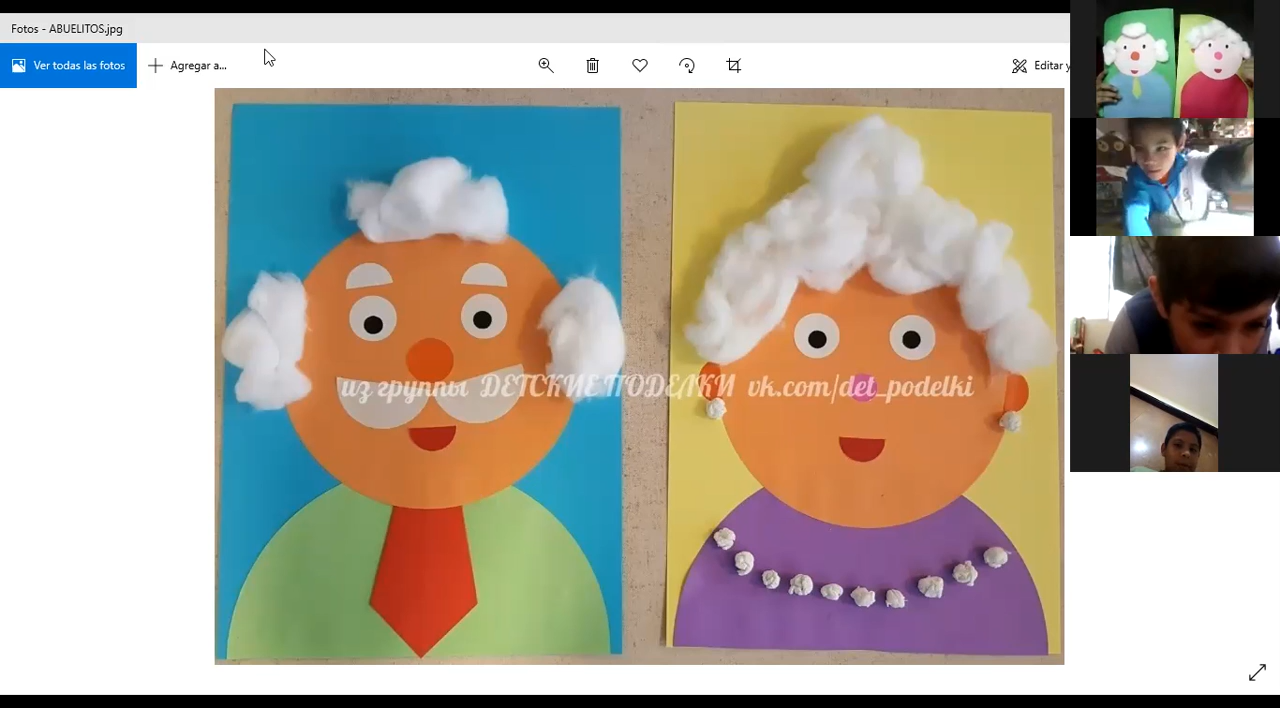 Fotos - ABUELITOS.jpg
Ver todas las fotos
Agregar a...
Editar y
из группы ДЕТСКИЕ ПОДЕЛКИ vk.com/det_podelki